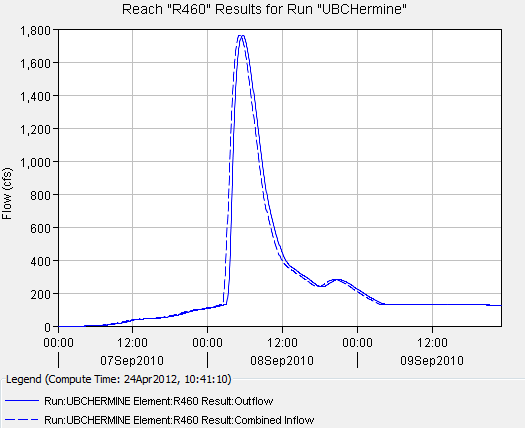 Reach "R460" Results for Run "UBCHermine"
1,800
1,600
1,400
1,200
1,000
800
600
400
200
0
Flow (cfs)
00:00 12:00 00:00 12:00 00:00 12:00
07Sep2010 08Sep2010 09Sep2010
Legend (Compute Time: 24Apr2012, 10:41:10)
Run:UBCHERMINE Element:R460 Result:Outflow
Run:UBCHERMINE Element:R460 Result:Combined Inflow